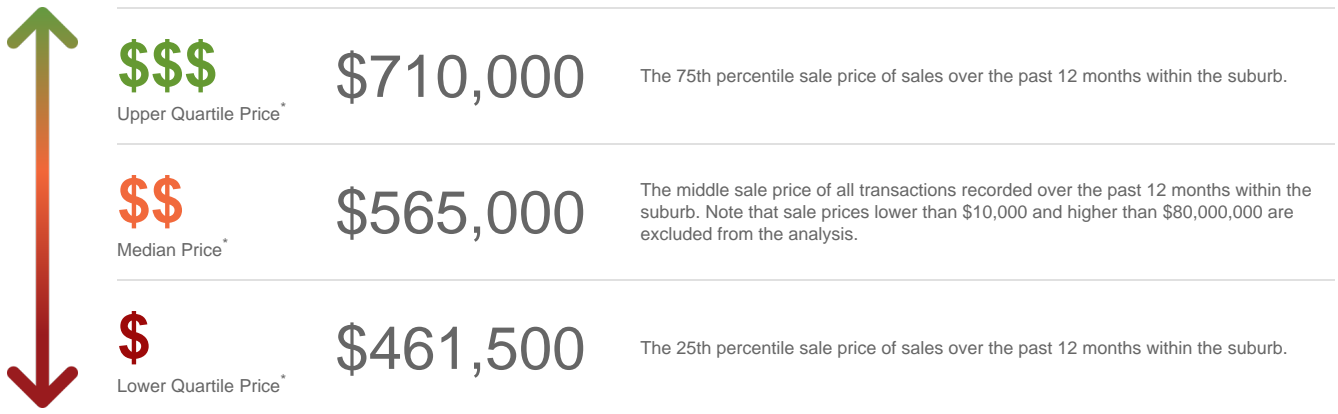 $$$
Upper Quartile Price*
$710,000
The 75th percentile sale price of sales over the past 12 months within the suburb.
$$
Median Price*
$565,000
The middle sale price of all transactions recorded over the past 12 months within the
suburb. Note that sale prices lower than $10,000 and higher than $80,000,000 are
excluded from the analysis.
$
Lower Quartile Price*
$461,500
The 25th percentile sale price of sales over the past 12 months within the suburb.